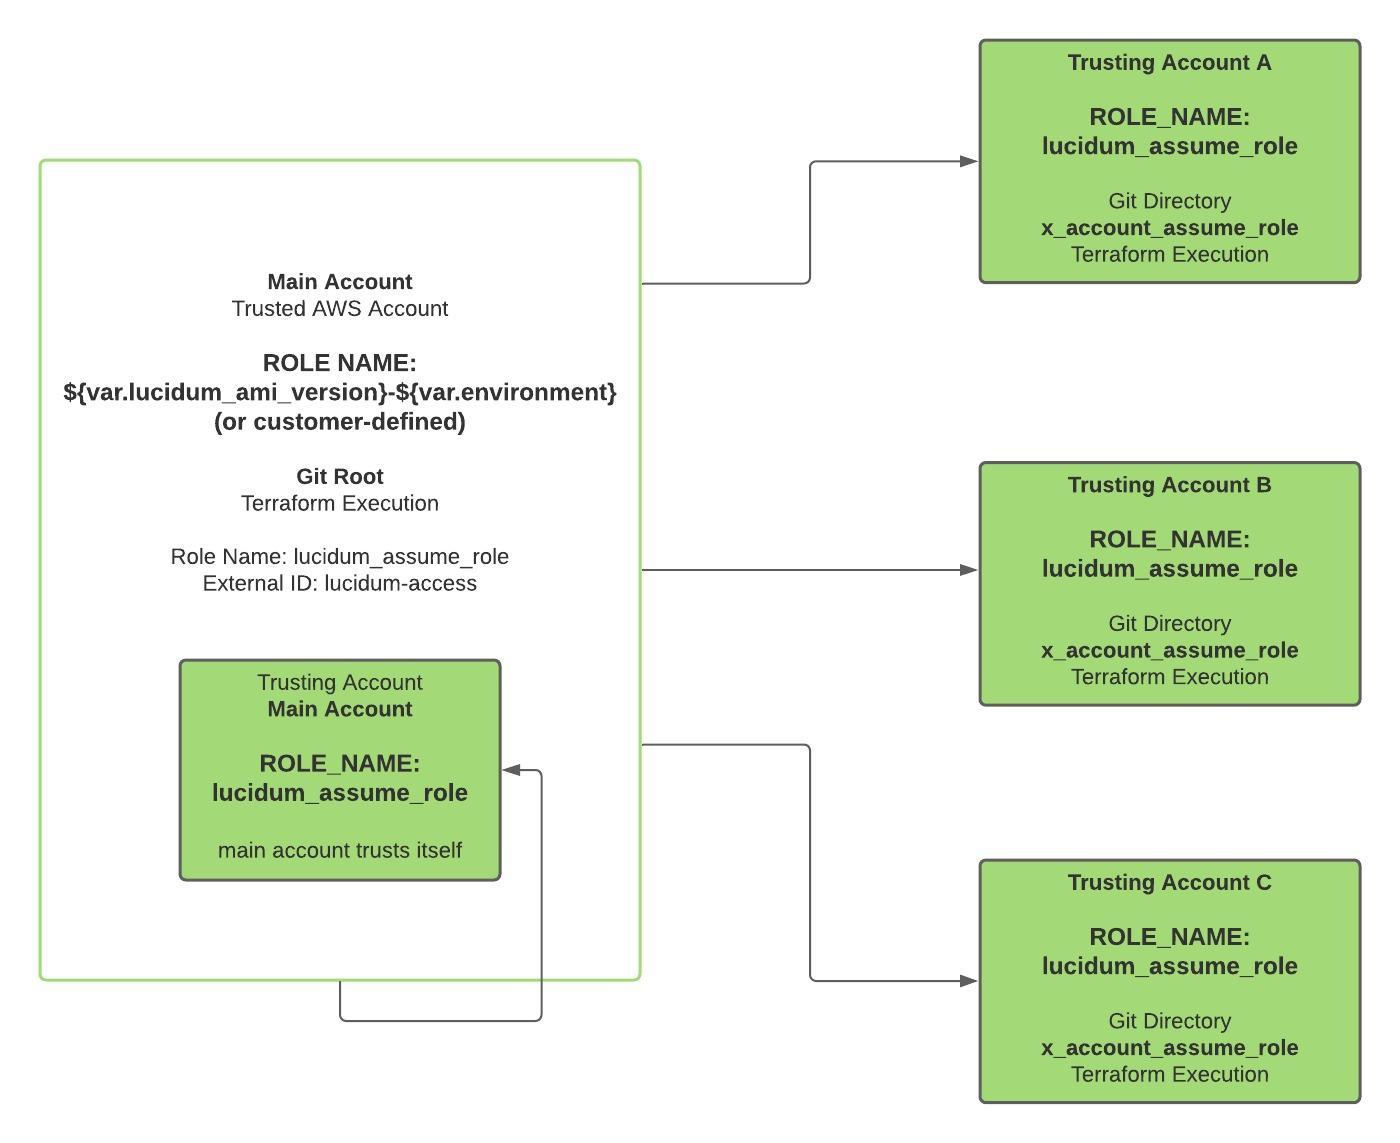 Main Account
Trusted AWS Account
ROLE NAME:
${var.lucidum_ami_version}-${var.environment}
(or customer-defined)
Git Root
Terraform Execution
Role Name: lucidum_assume_role
External ID: lucidum-access
Trusting Account
Main Account
ROLE_NAME:
lucidum_assume_role
main account trusts itself
Trusting Account A
ROLE_NAME:
lucidum_assume_role
Git Directory
x_account_assume_role
Terraform Execution
Trusting Account B
ROLE_NAME:
lucidum_assume_role
Git Directory
x_account_assume_role
Terraform Execution
Trusting Account C
ROLE_NAME:
lucidum_assume_role
Git Directory
x_account_assume_role
Terraform Execution